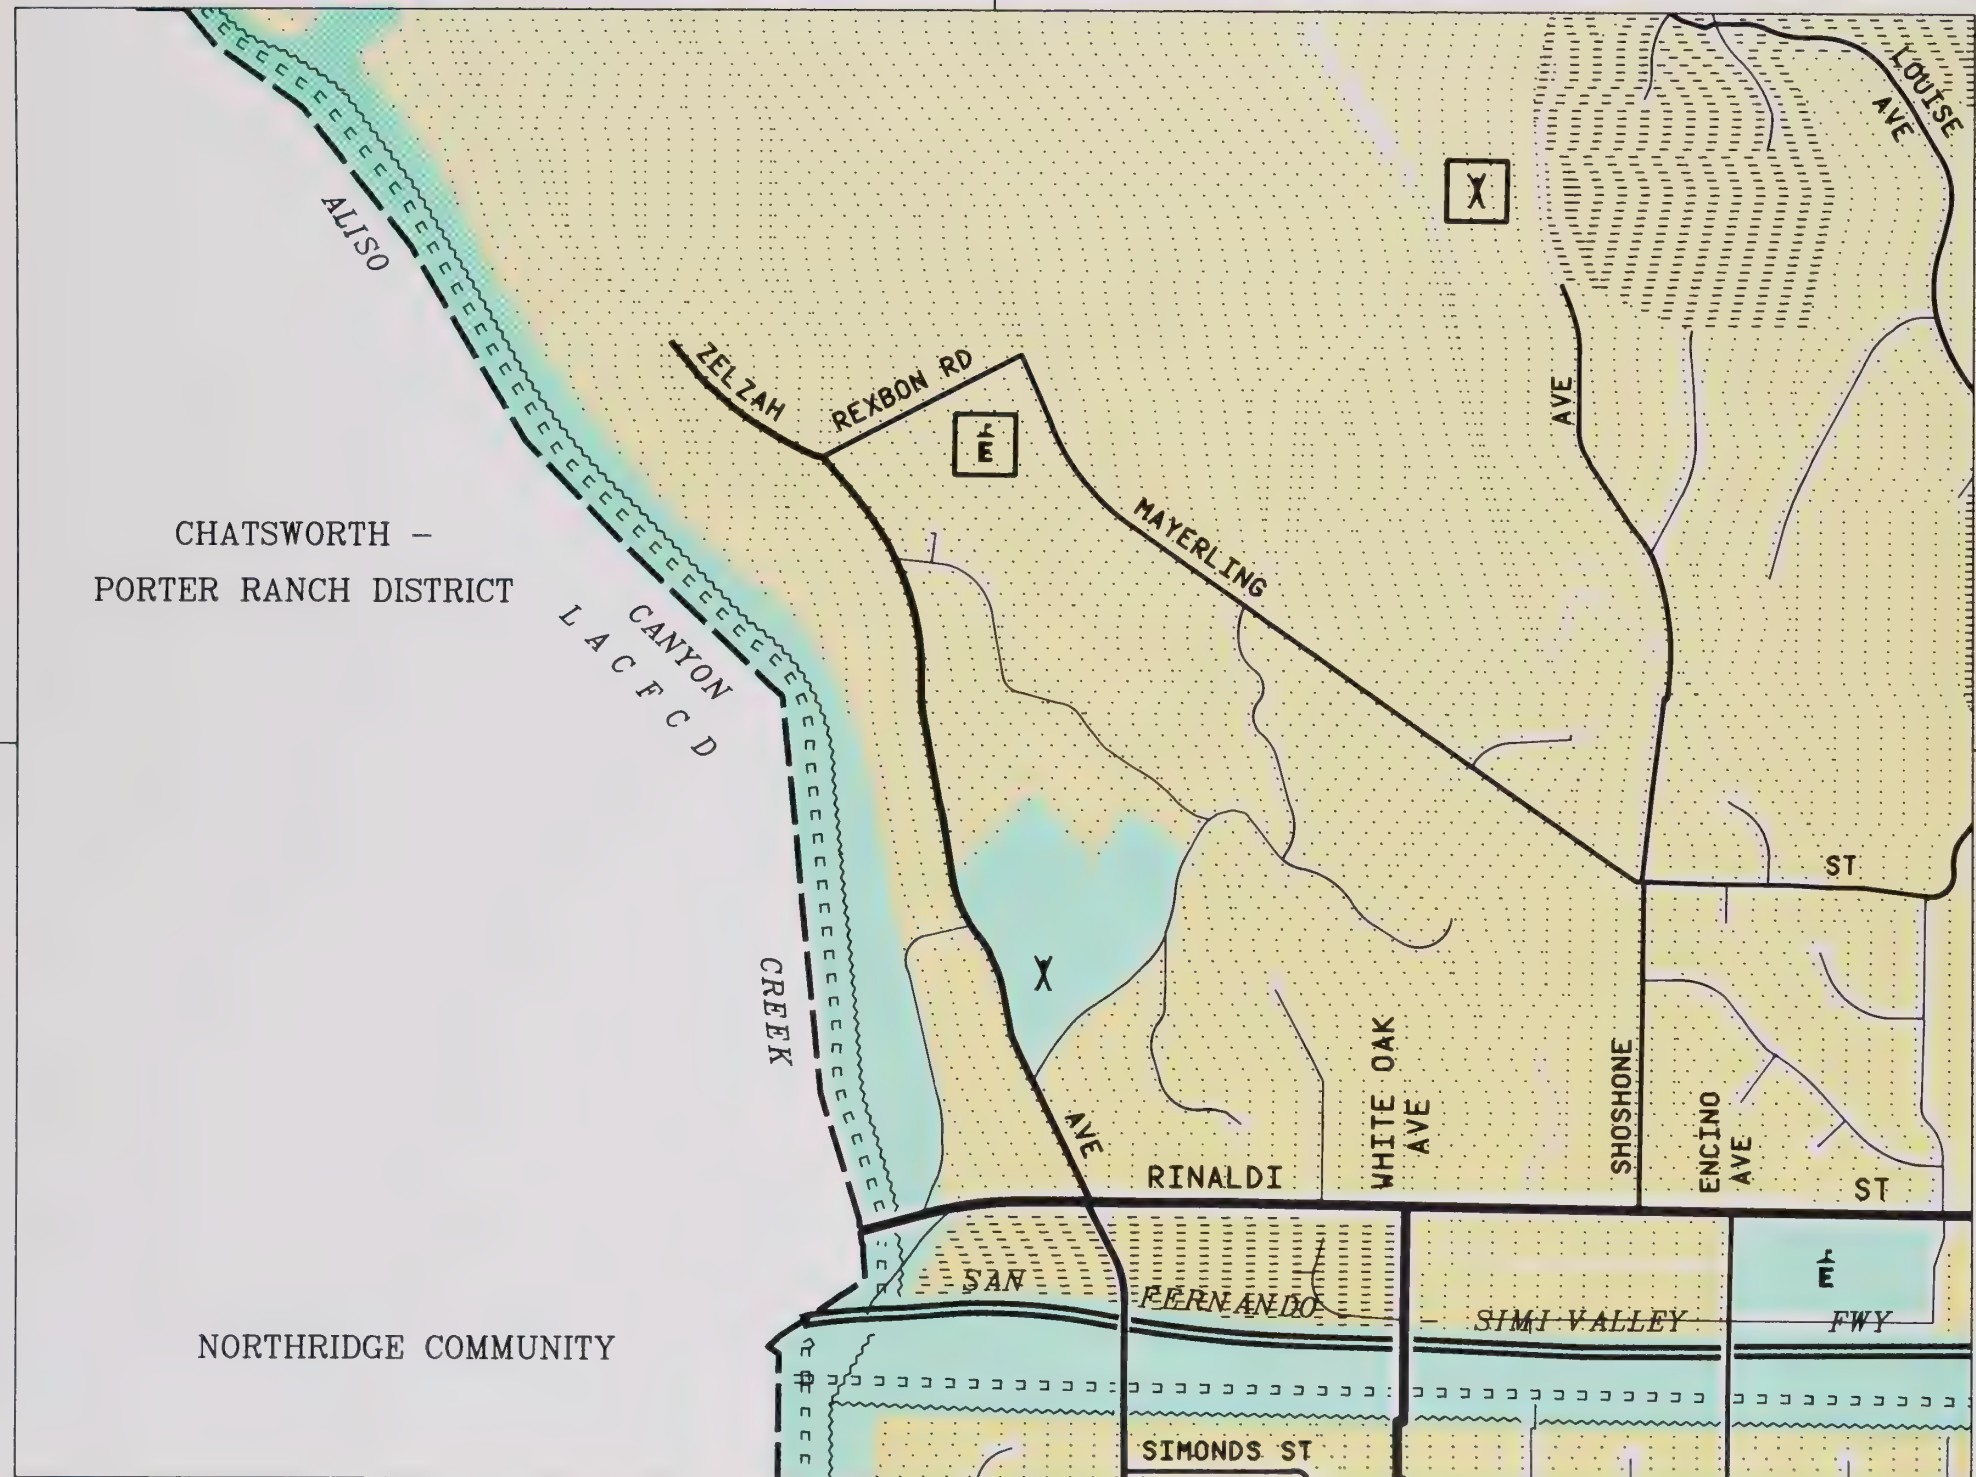 LOUISE
AVE
ALISO
ZELZAH
REXBON RD
AVE
E
MAYERLING
CHATSWORTH –
PORTER RANCH DISTRICT
CANYON
L A C F C D
ST
CREEK
WHITE OAK
AVE
SHOSHONE
ENCINO
AVE
AVE
RINALDI
ST
SAN
FERNANDO
SIMI VALLEY
FWY
E
NORTHRIDGE COMMUNITY
SIMONDS ST